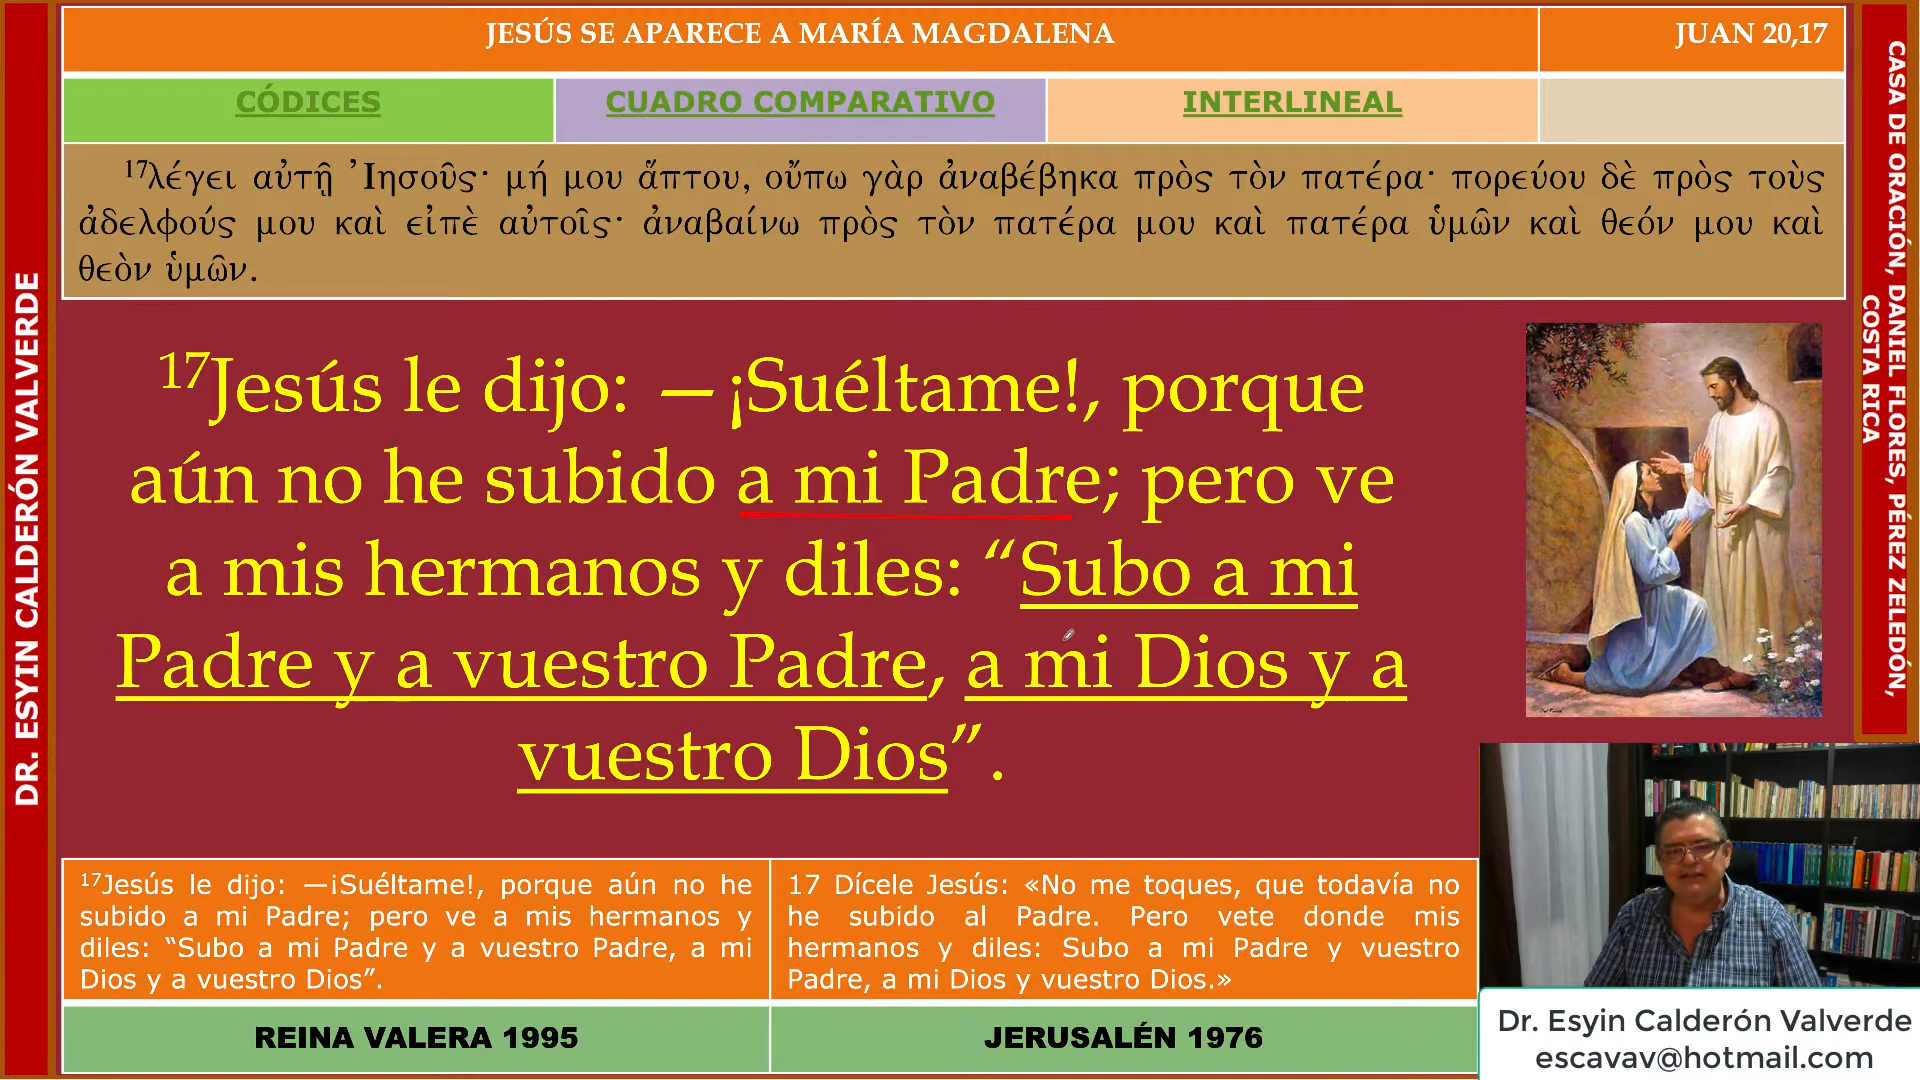 JESÚS SE APARECE A MARÍA MAGDALENA
JUAN 20,17
CÓDICES
CUADRO COMPARATIVO
INTERLINEAL
¹⁷λέγει αὐτῇ Ἰησοῦς· μή μου ἅπτου, οὔπω γὰρ ἀναβέβηκα πρὸς τὸν πατέρα· πορεύου δὲ πρὸς τοὺς
ἀδελφούς μου καὶ εἰπὲ αὐτοῖς· ἀναβαίνω πρὸς τὸν πατέρα μου καὶ πατέρα ὑμῶν καὶ θεόν μου καὶ
θεὸν ὑμῶν.
¹⁷Jesús le dijo: —¡Suéltame!, porque
aún no he subido a mi Padre; pero ve
a mis hermanos y diles: “Subo a mi
Padre y a vuestro Padre, a mi Dios y a
vuestro Dios”.
¹⁷Jesús le dijo: —¡Suéltame!, porque aún no he
subido a mi Padre; pero ve a mis hermanos y
diles: “Subo a mi Padre y a vuestro Padre, a mi
Dios y a vuestro Dios”.
17 Dícele Jesús: «No me toques, que todavía no
he subido al Padre. Pero vete donde mis
hermanos y diles: Subo a mi Padre y vuestro
Padre, a mi Dios y vuestro Dios.»
REINA VALERA 1995
JERUSALÉN 1976
DR. ESYIN CALDERÓN VALVERDE
CASA DE ORACIÓN, DANIEL FLORES, PÉREZ ZELEDÓN,
COSTA RICA
Dr. Esyin Calderón Valverde
escavav@hotmail.com